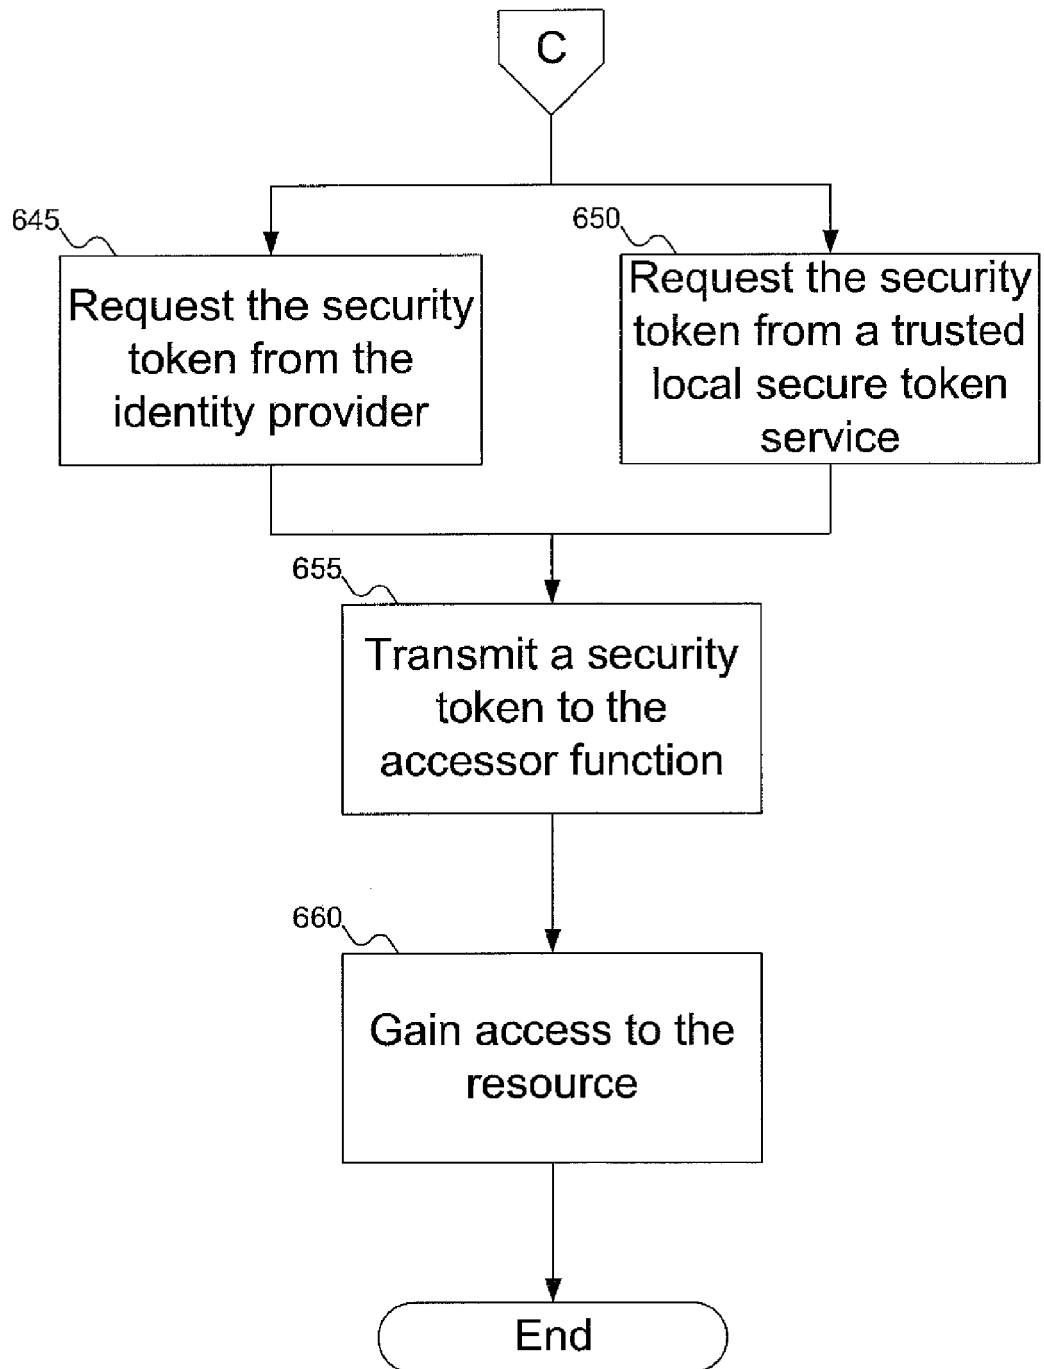 C
645
Request the security
token from the
identity provider
650
Request the security
token from a trusted
local secure token
service
655
Transmit a security
token to the
accessor function
660
Gain access to the
resource
End